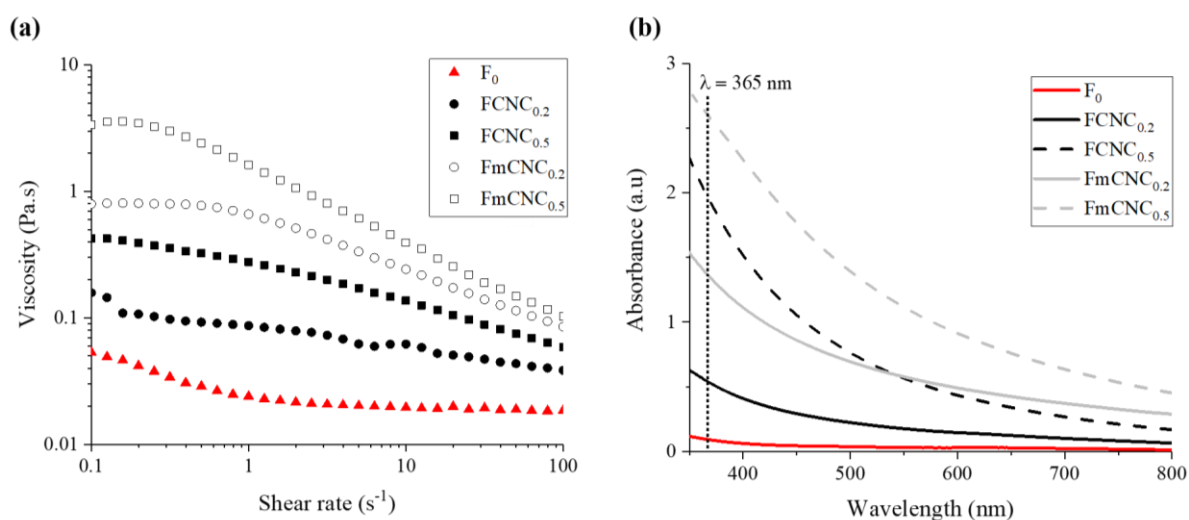 (a)
10
1
0.1
0.01
Viscosity (Pa.s)
0.1
1
10
100
Shear rate (s⁻¹)
F₀
FCNC₀.₂
FCNC₀.₅
FmCNC₀.₂
FmCNC₀.₅
(b)
3
2
1
0
Absorbance (a.u)
400
500
600
700
800
Wavelength (nm)
λ = 365 nm
F₀
FCNC₀.₂
FCNC₀.₅
FmCNC₀.₂
FmCNC₀.₅